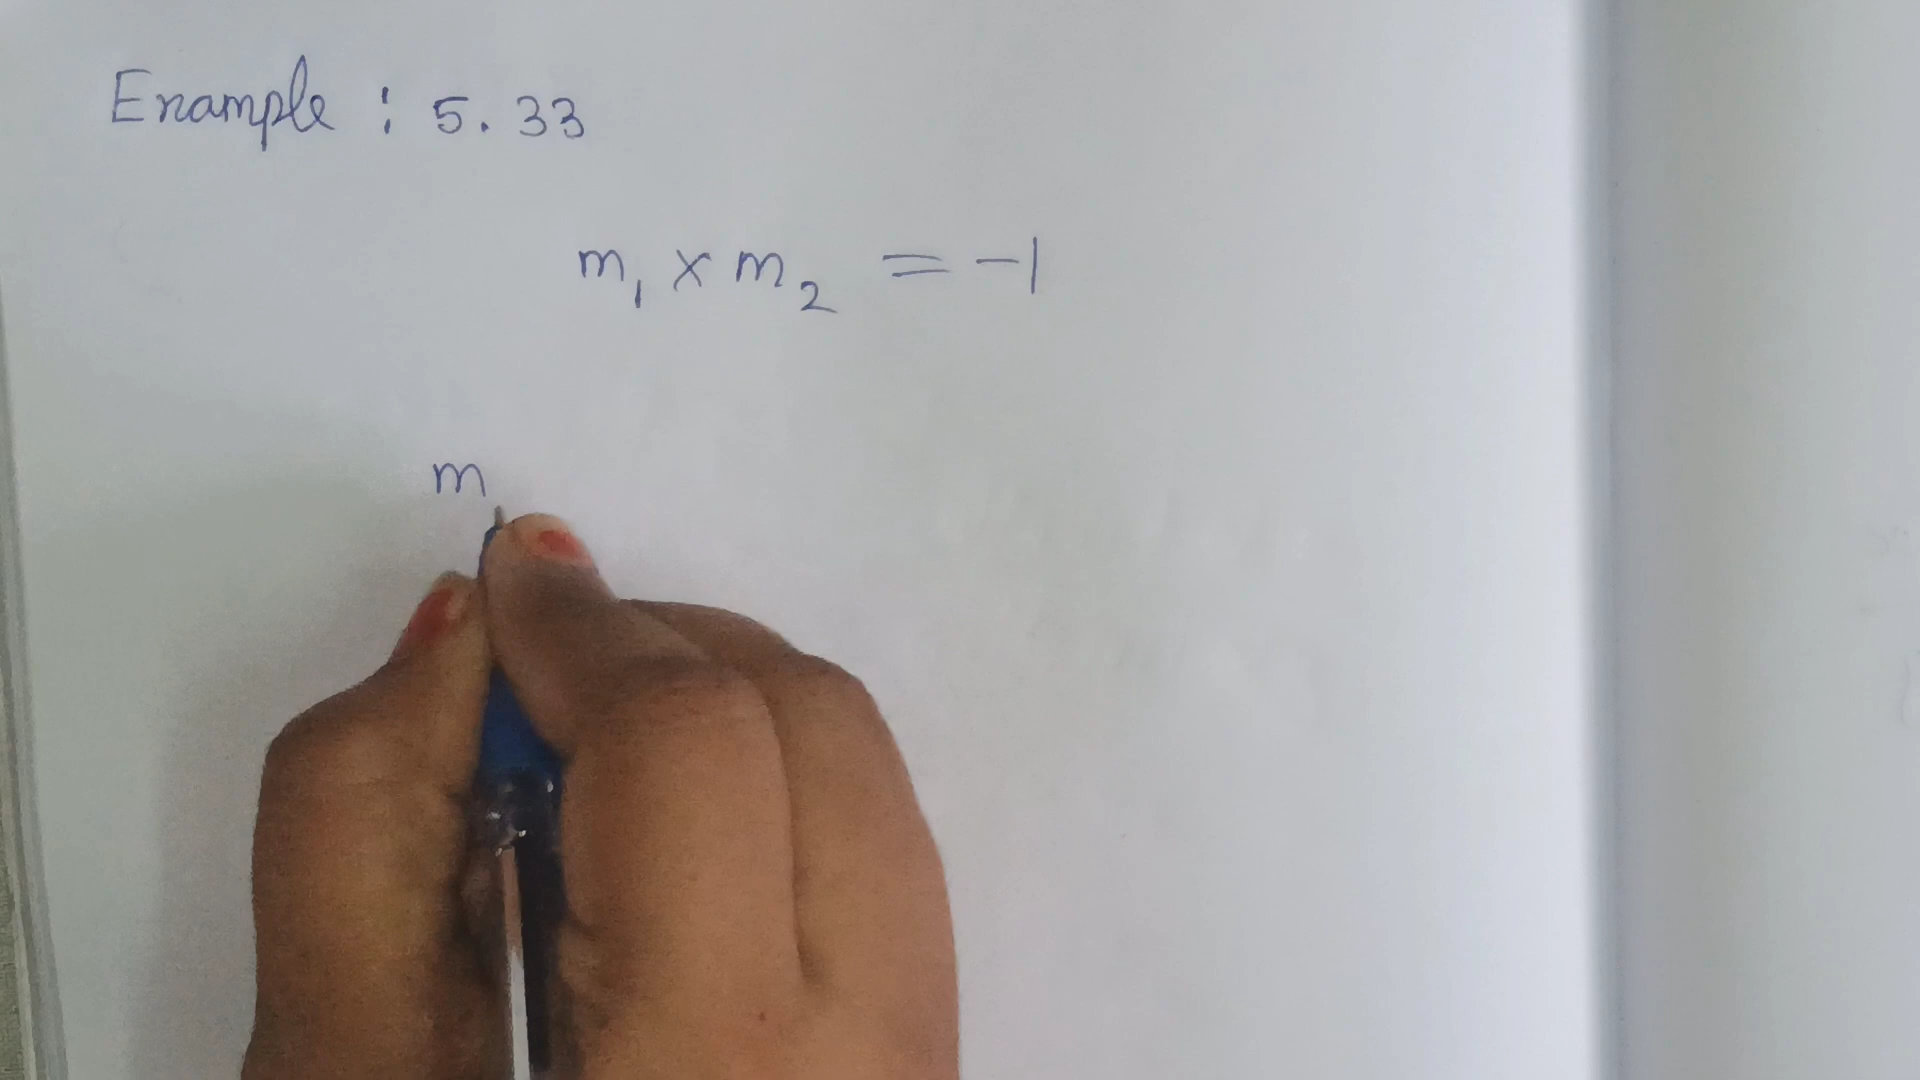 Example : 5.33
m₁ × m₂ = -1
m